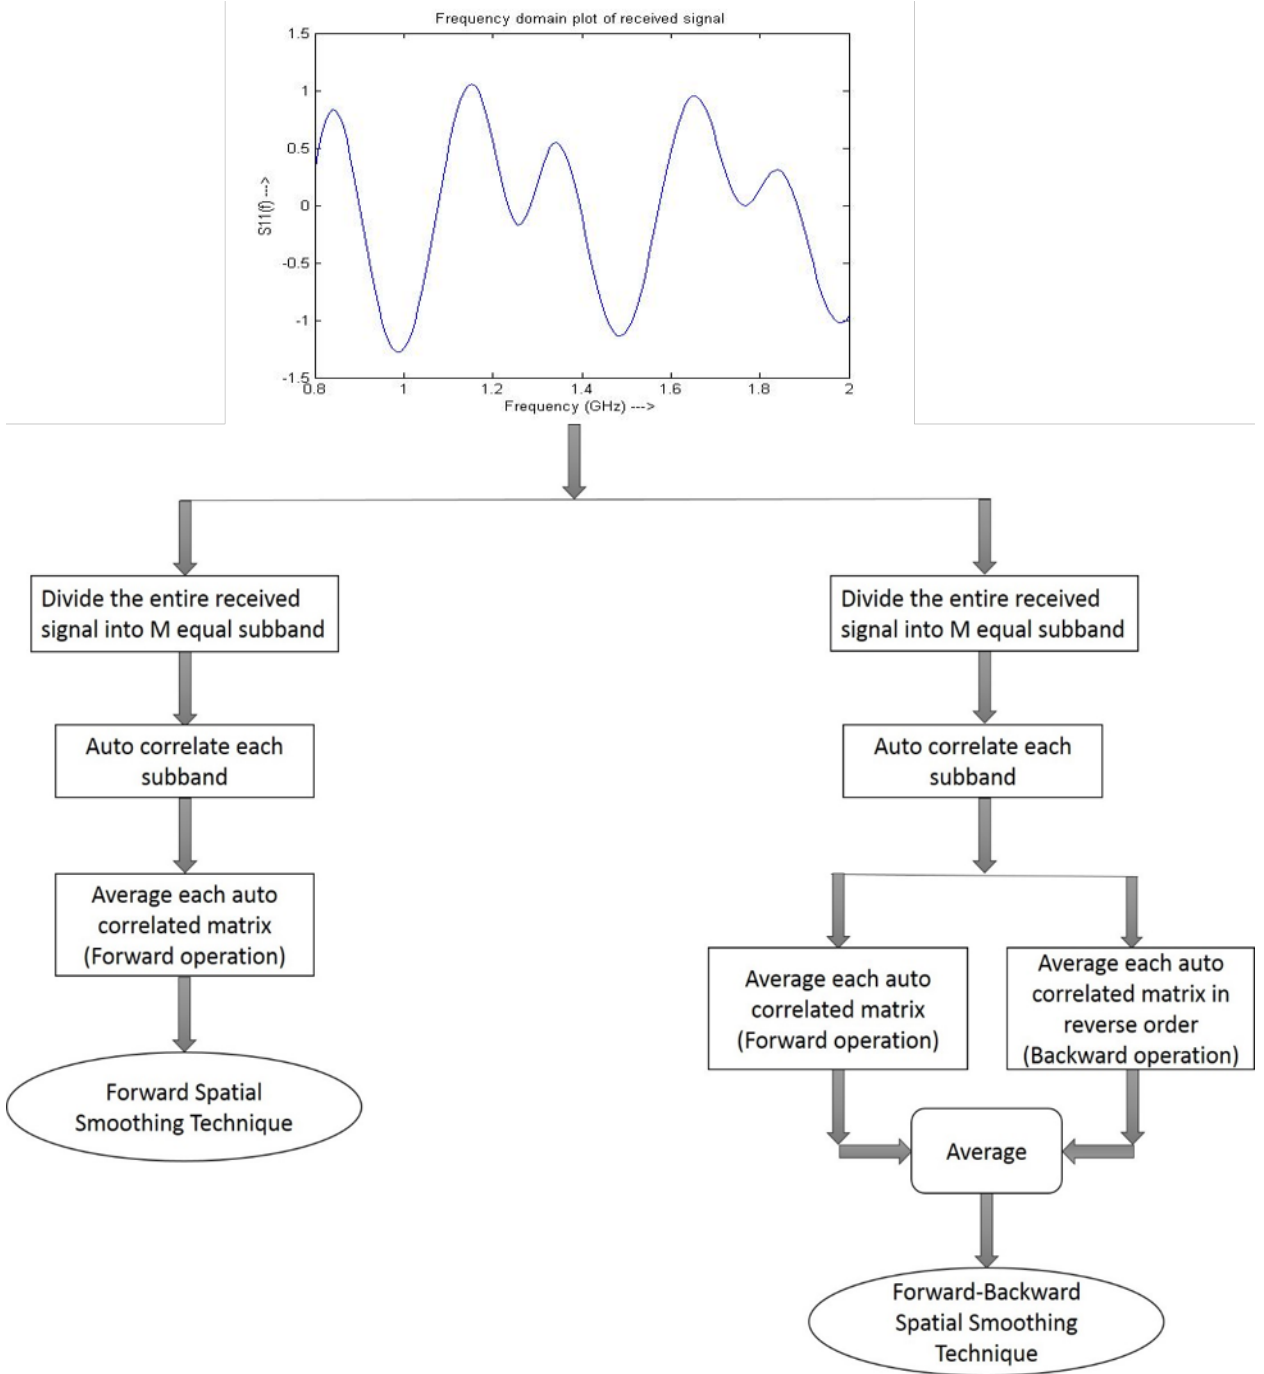 Frequency domain plot of received signal
1.5
1
0.5
0
-0.5
-1
-1.5
S11(f) --->
0.8
1
1.2
1.4
1.6
1.8
2
Frequency (GHz) --->
Divide the entire received
signal into M equal subband
Auto correlate each
subband
Average each auto
correlated matrix
(Forward operation)
Forward Spatial
Smoothing Technique
Divide the entire received
signal into M equal subband
Auto correlate each
subband
Average each auto
correlated matrix
(Forward operation)
Average each auto
correlated matrix in
reverse order
(Backward operation)
Average
Forward-Backward
Spatial Smoothing
Technique